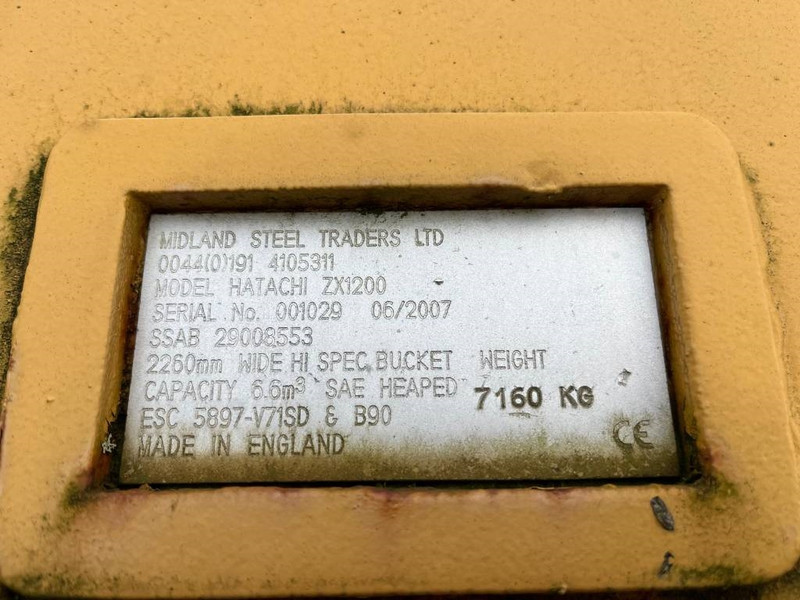 MIDLAND STEEL TRADERS LTD
0044(0)191 4105311
MODEL HATACHI ZX1200
SERIAL No. 001029 06/2007
SSAB 29008553
2260mm WIDE HI SPEC BUCKET WEIGHT
CAPACITY 6.6m³ SAE HEAPED 7160 KG
ESC 5897-V71SD & B90
MADE IN ENGLAND CE